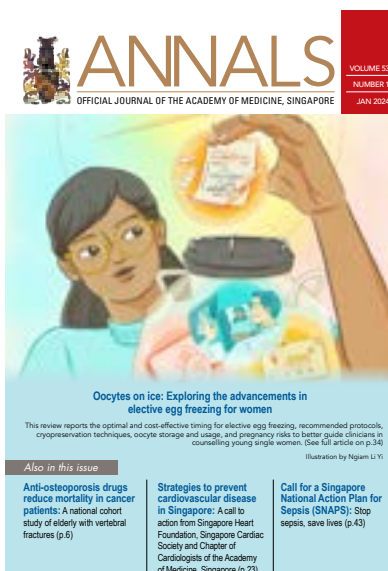 ANNALS
OFFICIAL JOURNAL OF THE ACADEMY OF MEDICINE, SINGAPORE
VOLUME 53
NUMBER 1
JAN 2024
Oocytes on ice: Exploring the advancements in
elective egg freezing for women
This review reports the optimal and cost-effective timing for elective egg freezing, recommended protocols,
cryopreservation techniques, oocyte storage and usage, and pregnancy risks to better guide clinicians in
counselling young single women. (See full article on p.34)
Illustration by Ngiam Li Yi
Also in this issue
Anti-osteoporosis drugs
reduce mortality in cancer
patients: A national cohort
study of elderly with vertebral
fractures (p.6)
Strategies to prevent
cardiovascular disease
in Singapore: A call to
action from Singapore Heart
Foundation, Singapore Cardiac
Society and Chapter of
Cardiologists of the Academy
of Medicine, Singapore (p.23)
Call for a Singapore
National Action Plan for
Sepsis (SNAPS): Stop
sepsis, save lives (p.43)